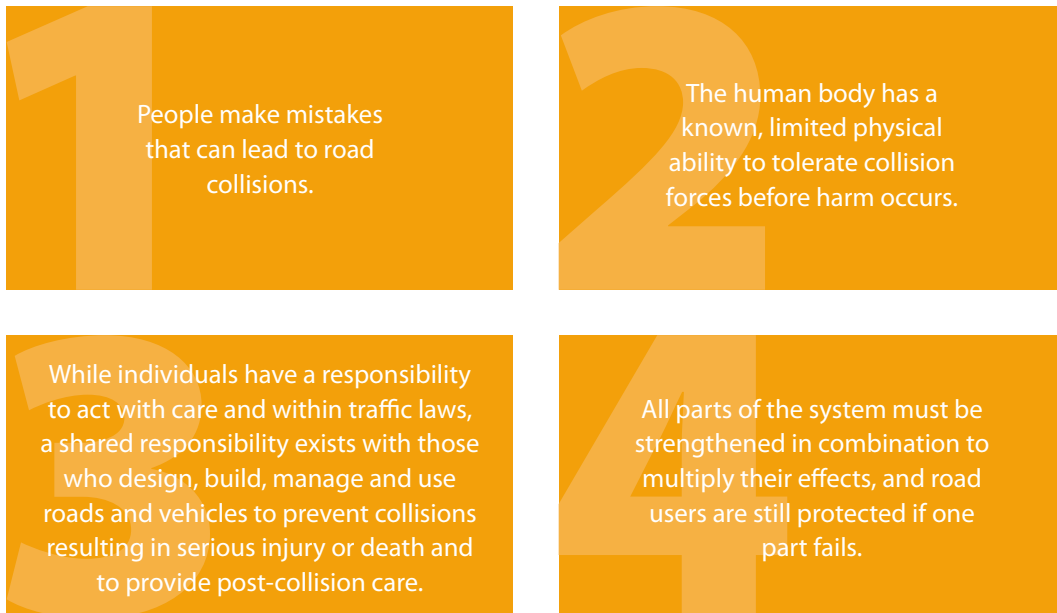 1
People make mistakes
that can lead to road
collisions.
2
The human body has a
known, limited physical
ability to tolerate collision
forces before harm occurs.
3
While individuals have a responsibility
to act with care and within traffic laws,
a shared responsibility exists with those
who design, build, manage and use
roads and vehicles to prevent collisions
resulting in serious injury or death and
to provide post-collision care.
4
All parts of the system must be
strengthened in combination to
multiply their effects, and road
users are still protected if one
part fails.